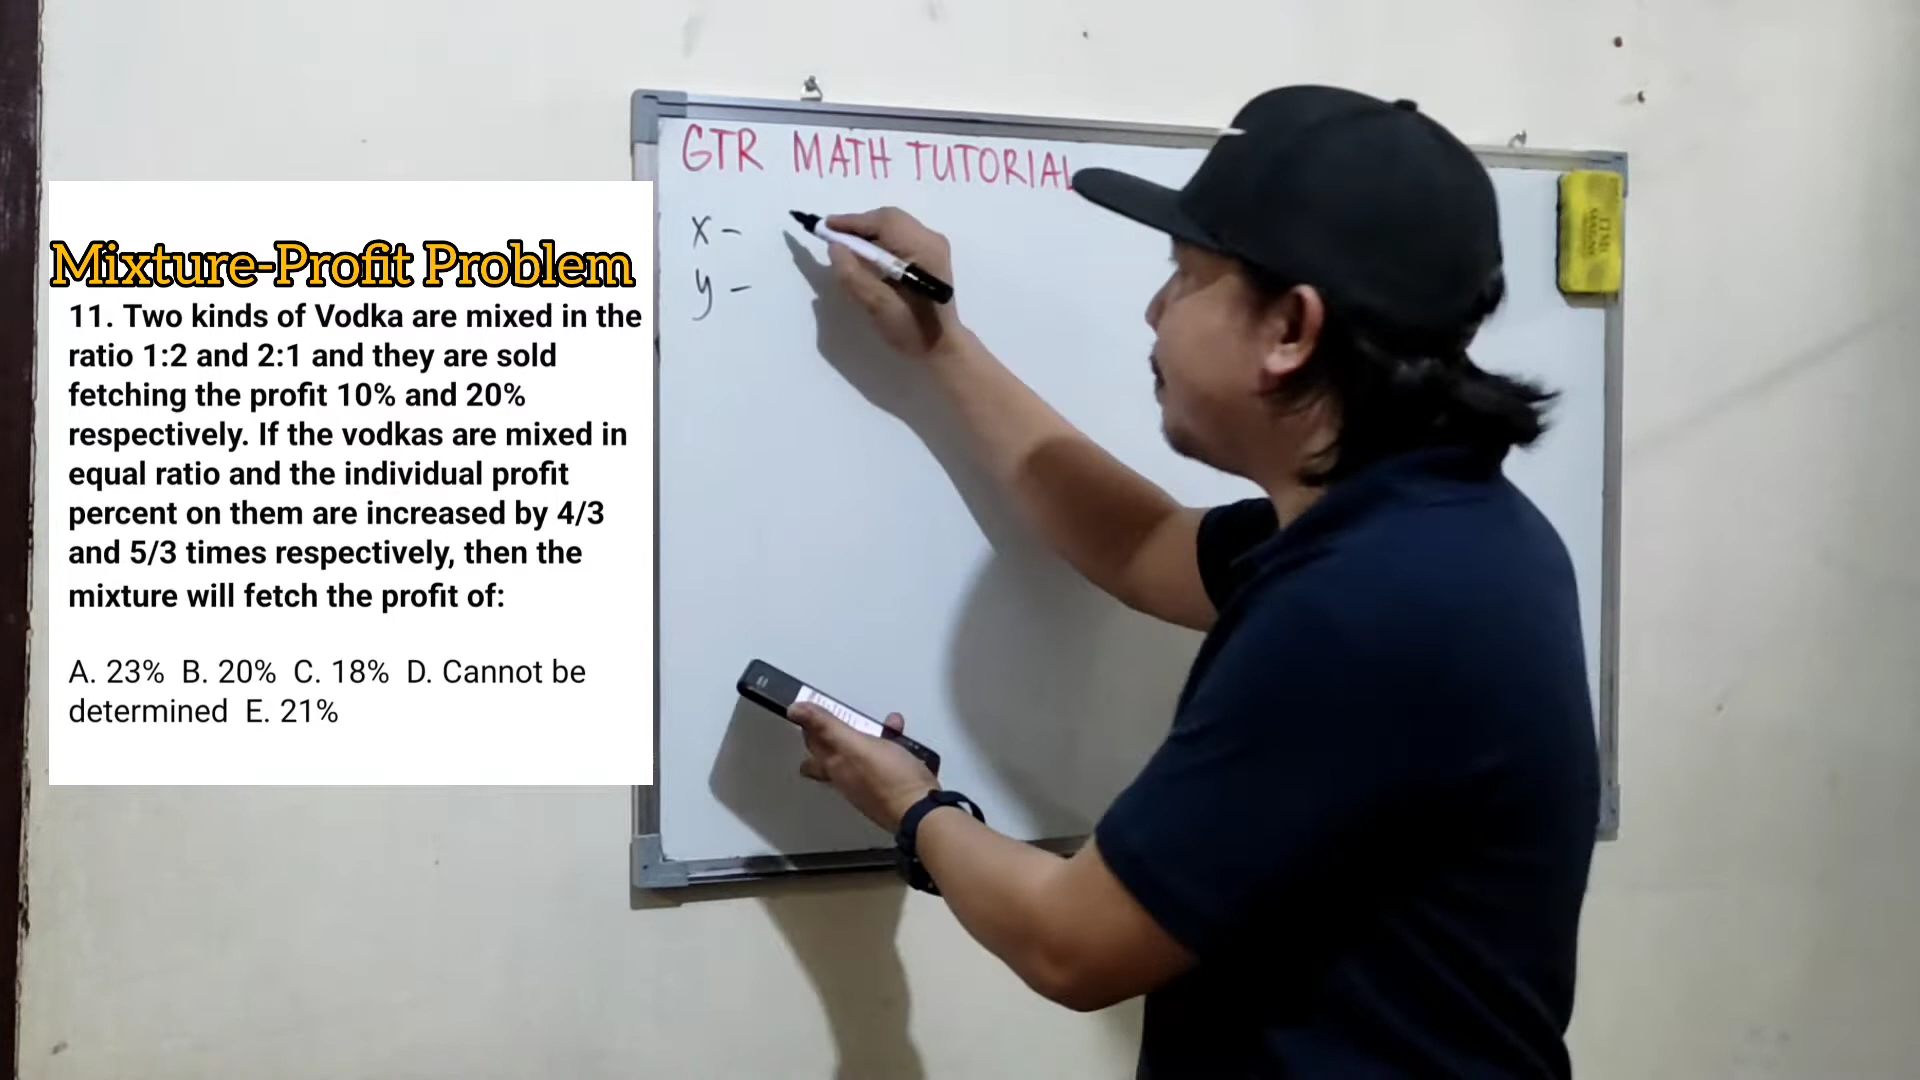 GTR MATH TUTORIAL
x -
y -
Mixture-Profit Problem
11. Two kinds of Vodka are mixed in the
ratio 1:2 and 2:1 and they are sold
fetching the profit 10% and 20%
respectively. If the vodkas are mixed in
equal ratio and the individual profit
percent on them are increased by 4/3
and 5/3 times respectively, then the
mixture will fetch the profit of:
A. 23% B. 20% C. 18% D. Cannot be
determined E. 21%